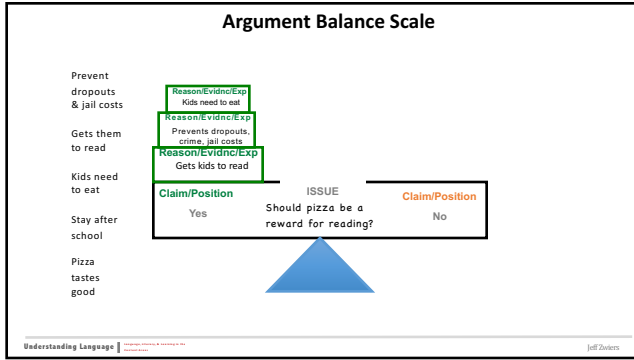 Argument Balance Scale
Prevent
dropouts
& jail costs
Gets them
to read
Kids need
to eat
Stay after
school
Pizza
tastes
good
Reason/Evidnc/Exp
Kids need to eat
Reason/Evidnc/Exp
Prevents dropouts,
crime, jail costs
Reason/Evidnc/Exp
Gets kids to read
Claim/Position
Yes
ISSUE
Should pizza be a
reward for reading?
Claim/Position
No
Understanding Language
Jeff Zwiers